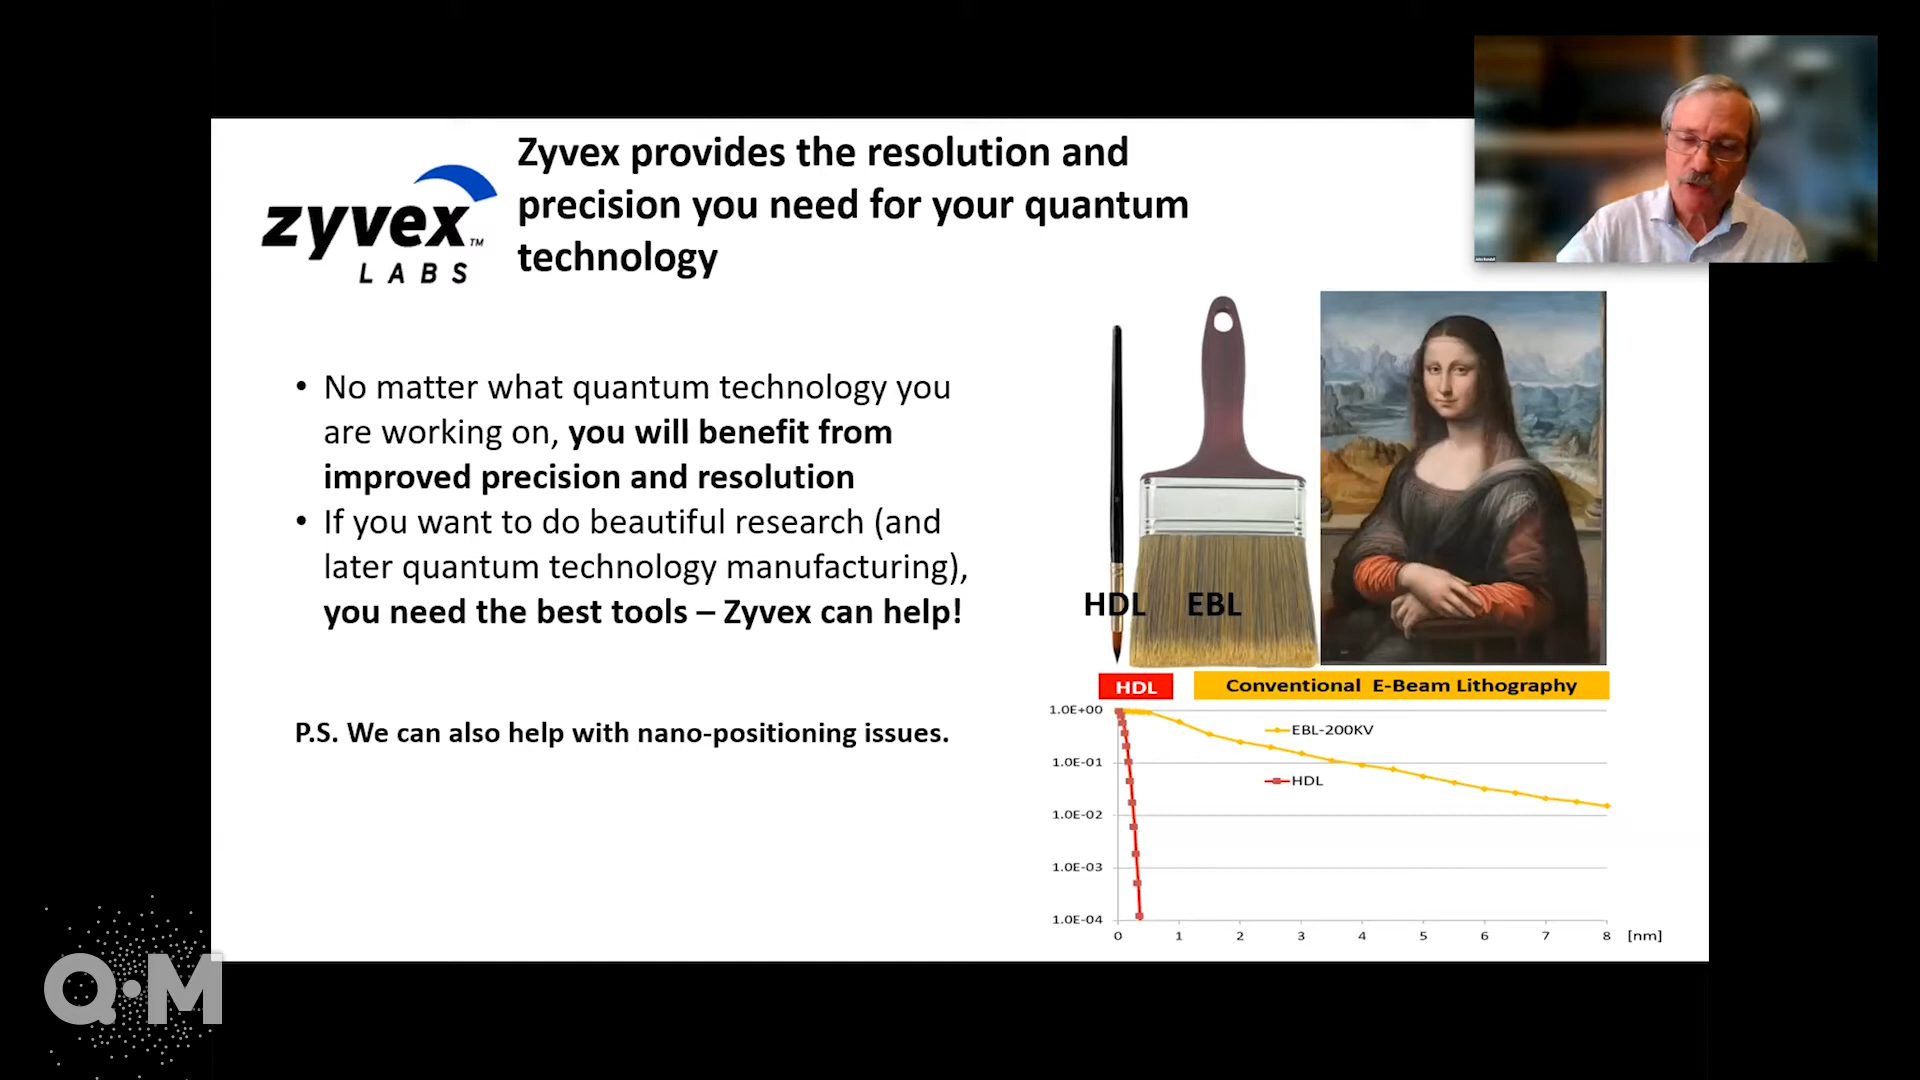 zyvex™
LABS
Zyvex provides the resolution and
precision you need for your quantum
technology
• No matter what quantum technology you
are working on, you will benefit from
improved precision and resolution
• If you want to do beautiful research (and
later quantum technology manufacturing),
you need the best tools – Zyvex can help!
P.S. We can also help with nano-positioning issues.
HDL EBL
HDL Conventional E-Beam Lithography
1.0E+00
1.0E-01
1.0E-02
1.0E-03
1.0E-04
EBL-200KV
HDL
0 1 2 3 4 5 6 7 8 [nm]
Q•M